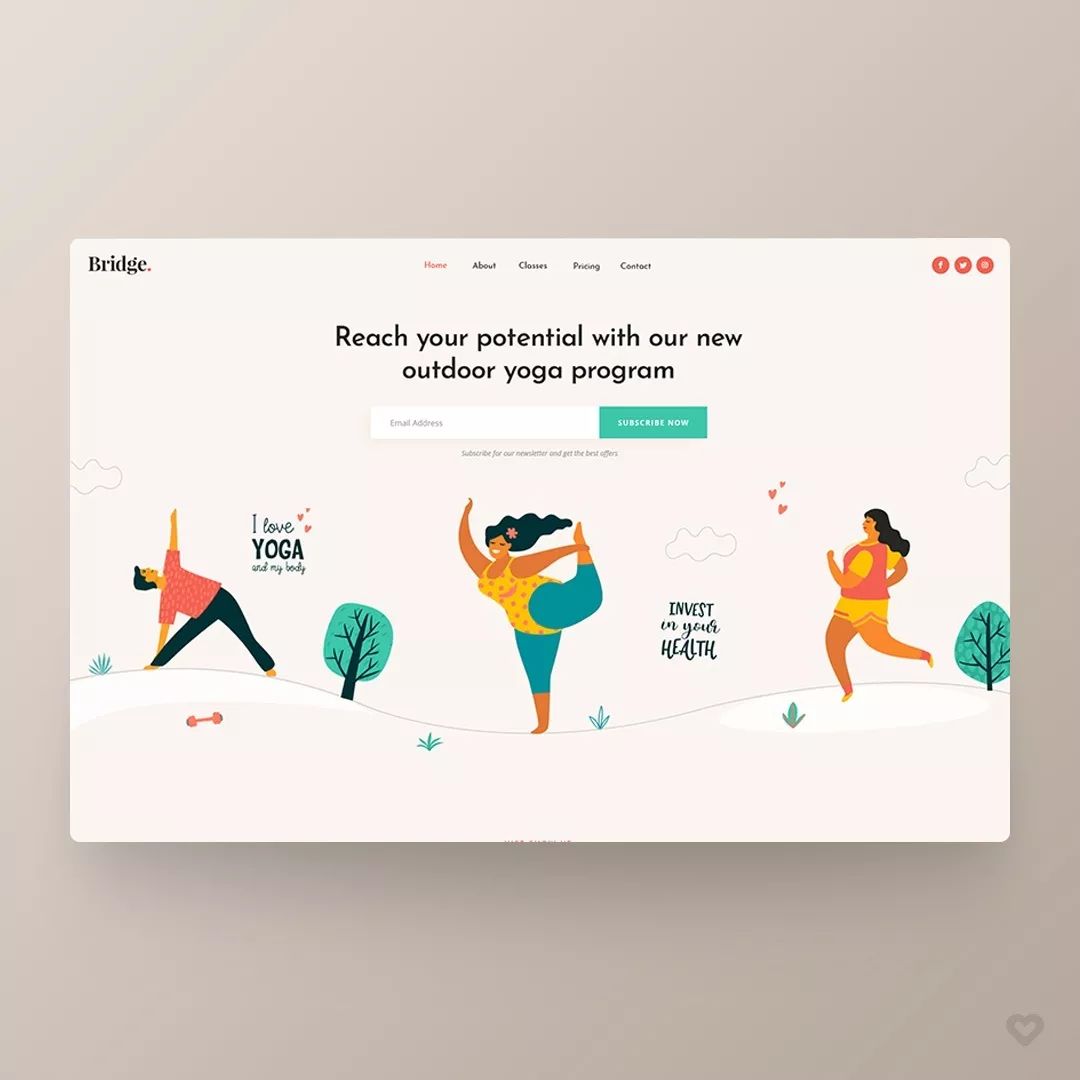 Bridge.
Home About Classes Pricing Contact
Reach your potential with our new
outdoor yoga program
Email Address
SUBSCRIBE NOW
Subscribe for our newsletter and get the best offers
I love
YOGA
and my body
INVEST
in your
HEALTH